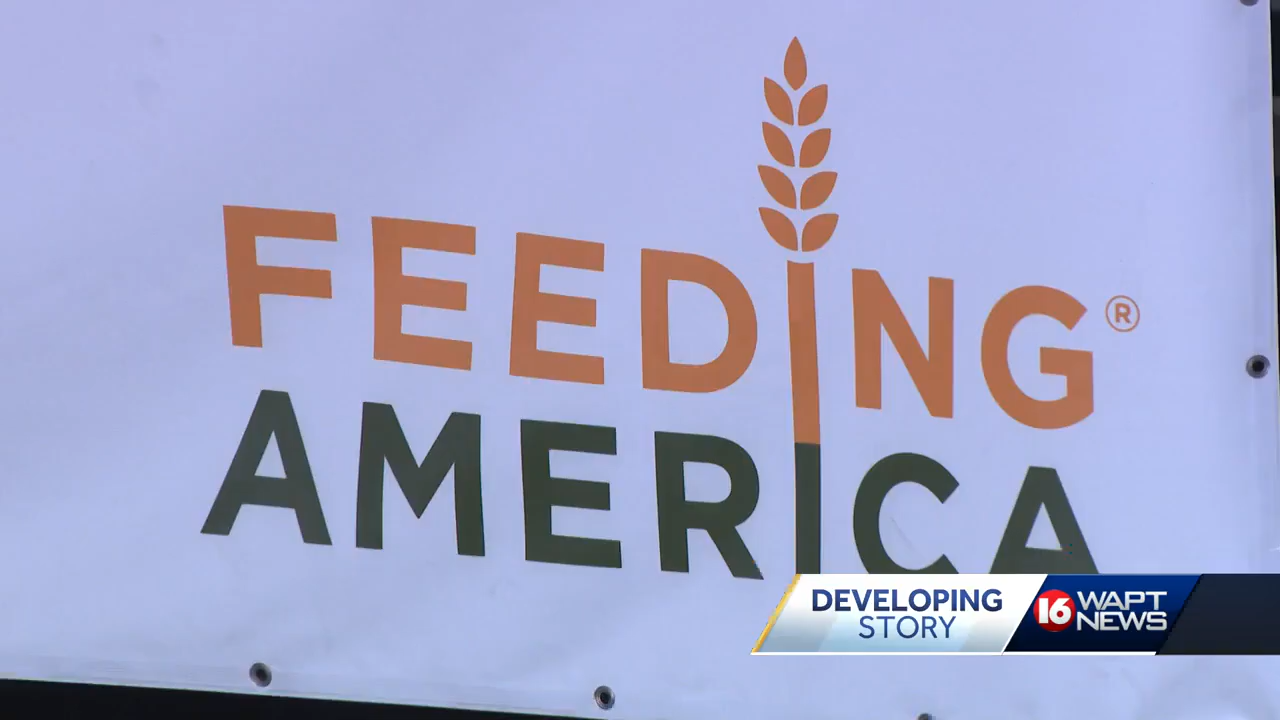 FEEDING®
AMERICA
DEVELOPING
STORY
16 WAPT
NEWS